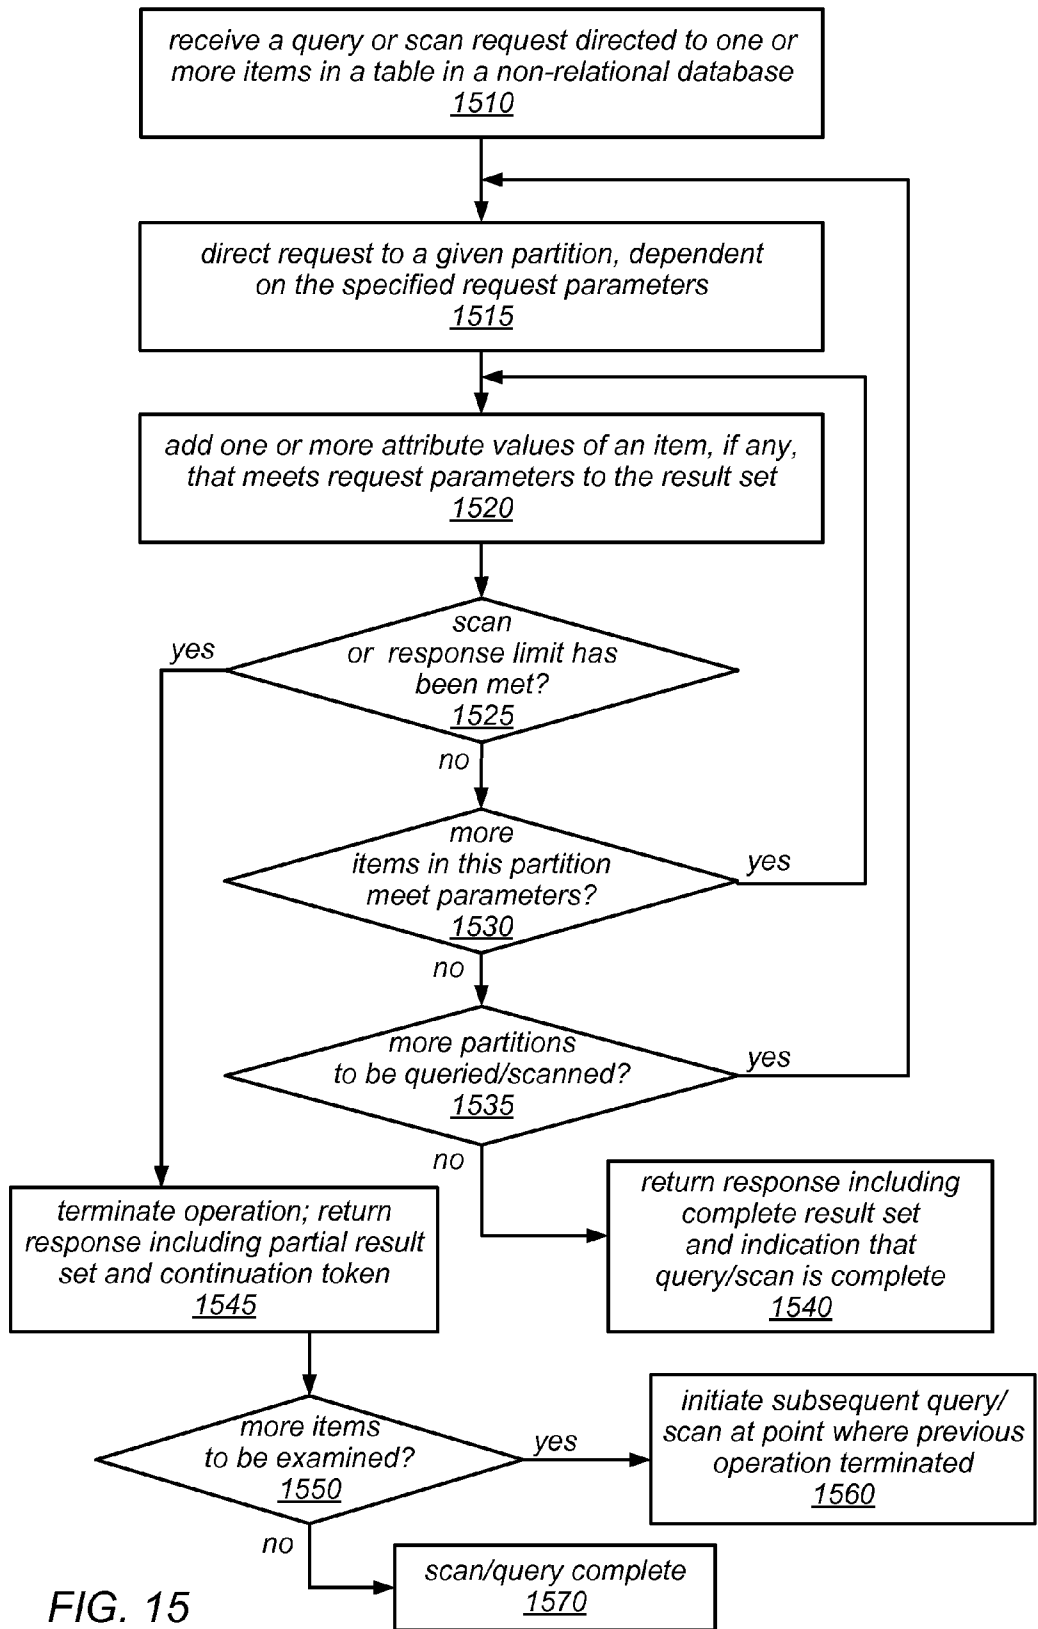 receive a query or scan request directed to one or
more items in a table in a non-relational database
1510
direct request to a given partition, dependent
on the specified request parameters
1515
add one or more attribute values of an item, if any,
that meets request parameters to the result set
1520
scan
or response limit has
been met?
1525
yes
no
more
items in this partition
meet parameters?
1530
yes
no
more partitions
to be queried/scanned?
1535
yes
no
return response including
complete result set
and indication that
query/scan is complete
1540
terminate operation; return
response including partial result
set and continuation token
1545
more items
to be examined?
1550
yes
initiate subsequent query/
scan at point where previous
operation terminated
1560
no
scan/query complete
1570
FIG. 15